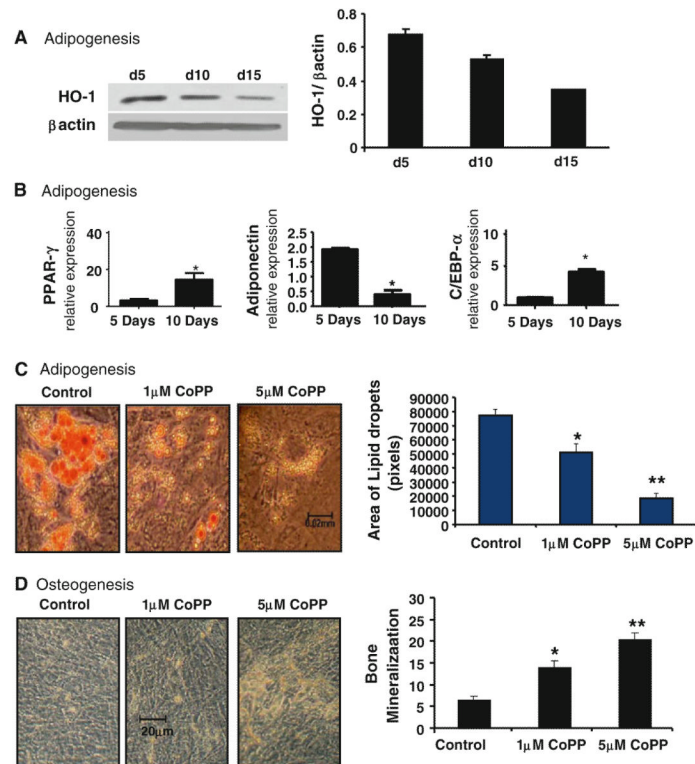 A Adipogenesis
d5 d10 d15
HO-1
β actin
HO-1/ βactin
0.8
0.6
0.4
0.2
0
d5 d10 d15
B Adipogenesis
PPAR-γ
relative expression
40
20
0
*
5 Days 10 Days
Adiponectin
relative expression
2.5
2.0
1.5
1.0
0.5
0.0
*
5 Days 10 Days
C/EBP-α
relative expression
10
5
0
*
5 Days 10 Days
C Adipogenesis
Control 1μM CoPP 5μM CoPP
0.02mm
Area of Lipid dropets
(pixels)
90000
80000
70000
60000
50000
40000
30000
20000
10000
0
*
**
Control 1μM CoPP 5μM CoPP
D Osteogenesis
Control 1μM CoPP 5μM CoPP
20μm
Bone
Mineralizaation
30
25
20
15
10
5
0
*
**
Control 1μM CoPP 5μM CoPP